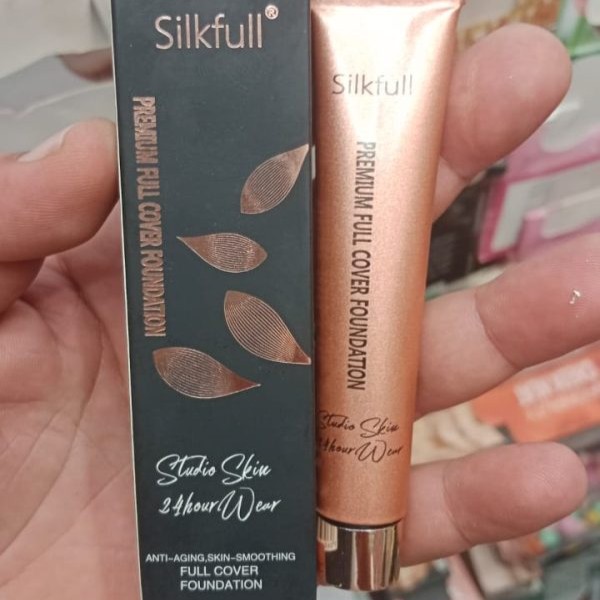 Silkfull®
PREMIUM FULL COVER FOUNDATION
Studio Skin
24hour Wear
ANTI-AGING,SKIN-SMOOTHING
FULL COVER
FOUNDATION
Silkfull
PREMIUM FULL COVER FOUNDATION
Studio Skin
24hour Wear